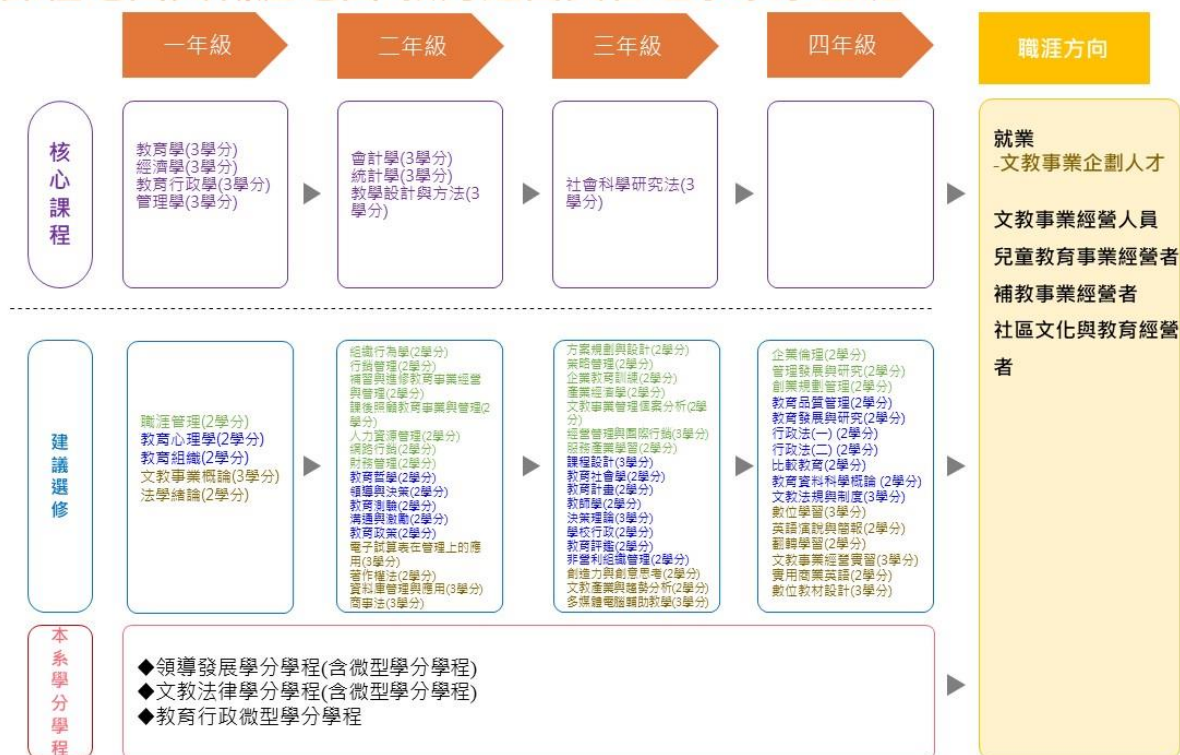 一年級
二年級
三年級
四年級
職涯方向
核
心
課
程
教育學(3學分)
經濟學(3學分)
教育行政學(3學分)
管理學(3學分)
會計學(3學分)
統計學(3學分)
教學設計與方法(3
學分)
社會科學研究法(3
學分)
就業
-文教事業企劃人才
文教事業經營人員
兒童教育事業經營者
補教事業經營者
社區文化與教育經營
者
建
議
選
修
職涯管理(2學分)
教育心理學(2學分)
教育組織(2學分)
文教事業概論(3學分)
法學緒論(2學分)
組織行為學(2學分)
行銷管理(2學分)
補習與進修教育事業經營
與管理(2學分)
課後照顧教育事業與管理(2
學分)
人力資源管理(2學分)
網路行銷(2學分)
財務管理(2學分)
教育哲學(2學分)
領導與決策(2學分)
教育測驗(2學分)
溝通與激勵(2學分)
教育政策(2學分)
電子試算表在管理上的應
用(3學分)
著作權法(2學分)
資料庫管理與應用(3學分)
商事法(3學分)
方案規劃與設計(2學分)
策略管理(2學分)
企業教育訓練(2學分)
產業經濟學(2學分)
文教事業管理個案分析(2學
分)
經營管理與國際行銷(3學分)
服務產業學習(2學分)
課程設計(3學分)
教育社會學(2學分)
教育計畫(2學分)
教師學(2學分)
決策理論(3學分)
學校行政(2學分)
教育評鑑(2學分)
非營利組織管理(2學分)
創造力與創意思考(2學分)
文教產業與趨勢分析(2學分)
多媒體電腦輔助教學(3學分)
企業倫理(2學分)
管理發展與研究(2學分)
創業規劃管理(2學分)
教育品質管理(2學分)
教育發展與研究(2學分)
行政法(一) (2學分)
行政法(二) (2學分)
比較教育(2學分)
教育資料科學概論 (2學分)
文教法規與制度(3學分)
數位學習(3學分)
英語演說與簡報(2學分)
翻轉學習(2學分)
文教事業經營實習(3學分)
實用商業英語(2學分)
數位教材設計(3學分)
本
系
學
分
學
程
◆領導發展學分學程(含微型學分學程)
◆文教法律學分學程(含微型學分學程)
◆教育行政微型學分學程